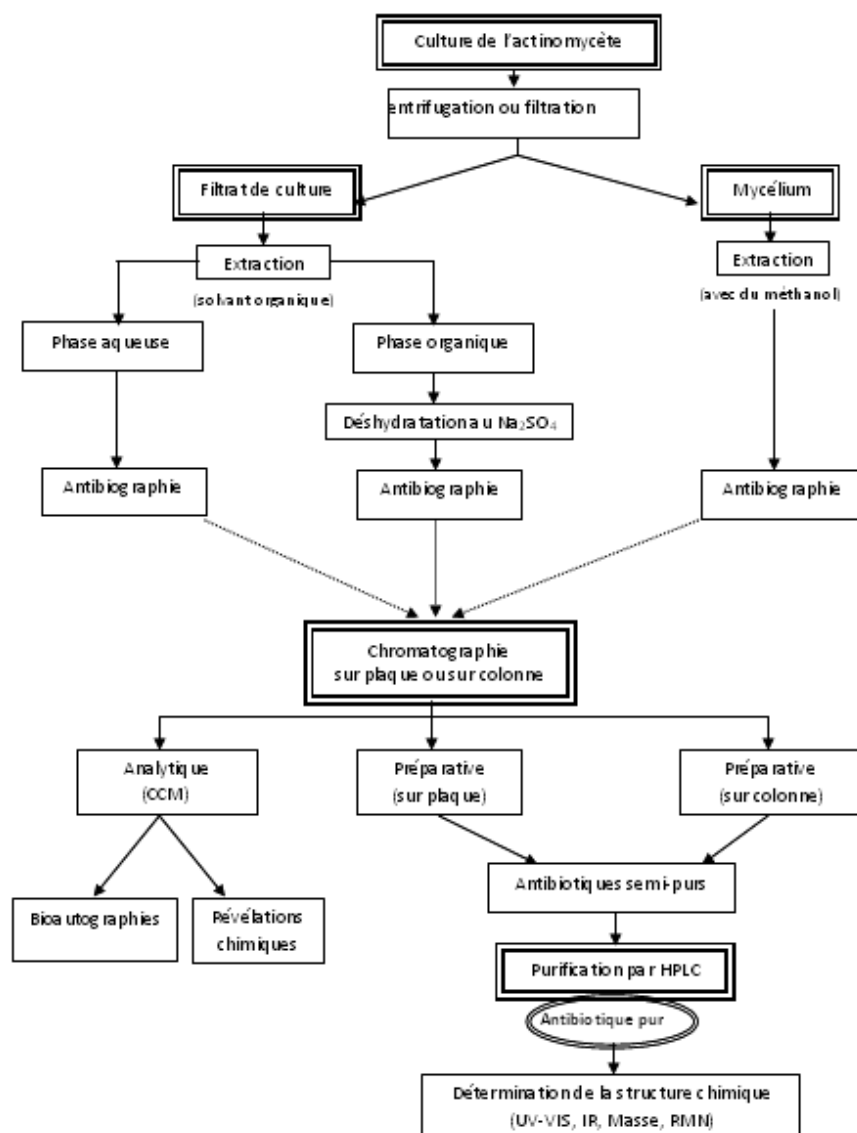 Culture de l'actinomycète
entrifugation ou filtration
Filtrat de culture
Mycélium
Extraction
(solvant organique)
Extraction
(avec du méthanol)
Phase aqueuse
Phase organique
Déshydratation au Na₂SO₄
Antibiographie
Antibiographie
Antibiographie
Chromatographie
sur plaque ou sur colonne
Analytique
(CCM)
Préparative
(sur plaque)
Préparative
(sur colonne)
Antibiotiques semi-purs
Bioautographies
Révélations
chimiques
Purification par HPLC
Antibiotique pur
Détermination de la structure chimique
(UV-VIS, IR, Masse, RMN)